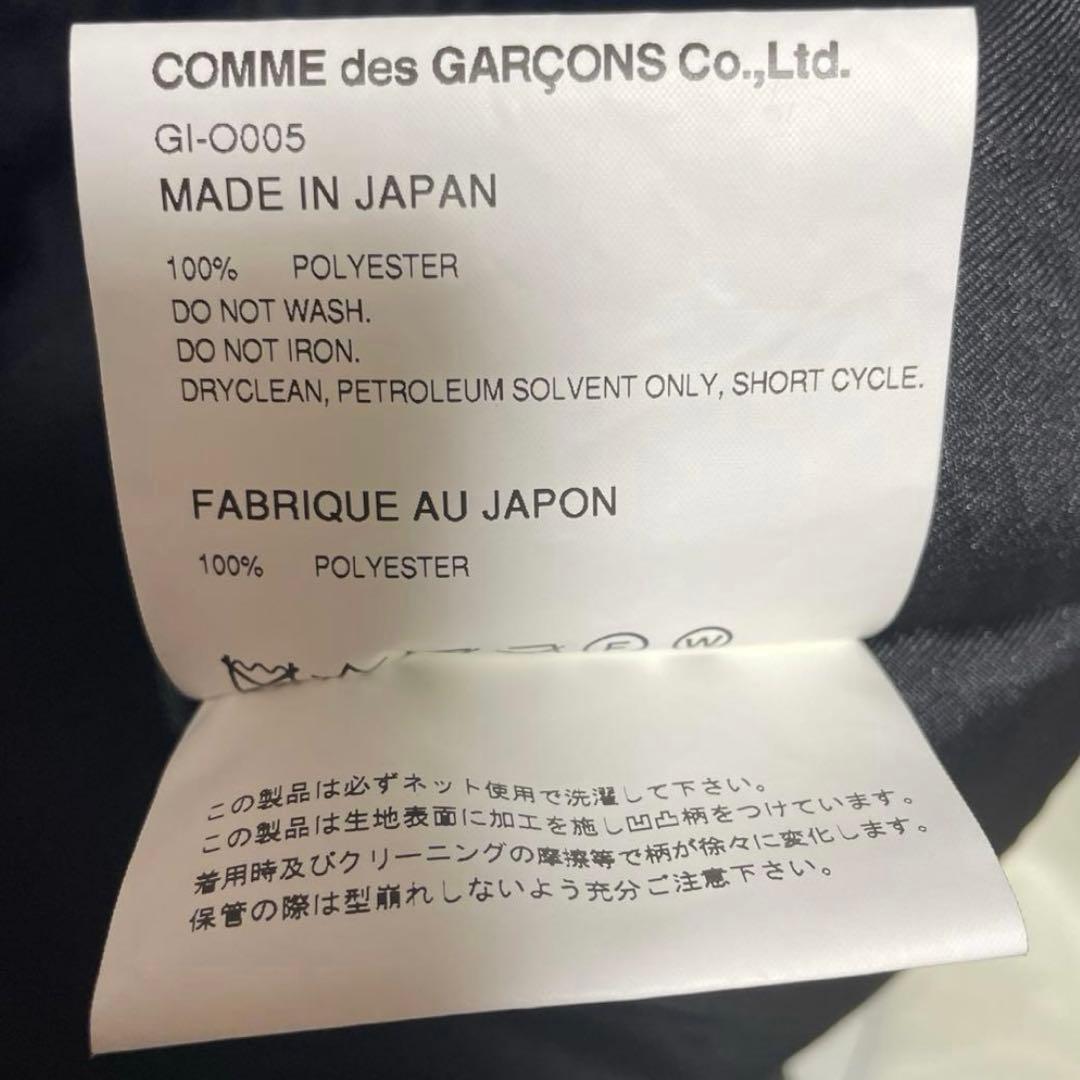 COMME des GARÇONS Co.,Ltd.
GI-O005
MADE IN JAPAN
100% POLYESTER
DO NOT WASH.
DO NOT IRON.
DRYCLEAN, PETROLEUM SOLVENT ONLY, SHORT CYCLE.
FABRIQUE AU JAPON
100% POLYESTER
F W
この製品は必ずネット使用で洗濯して下さい。
この製品は生地表面に加工を施し凹凸柄をつけています。
着用時及びクリーニングの摩擦等で柄が徐々に変化します。
保管の際は型崩れしないよう充分ご注意下さい。